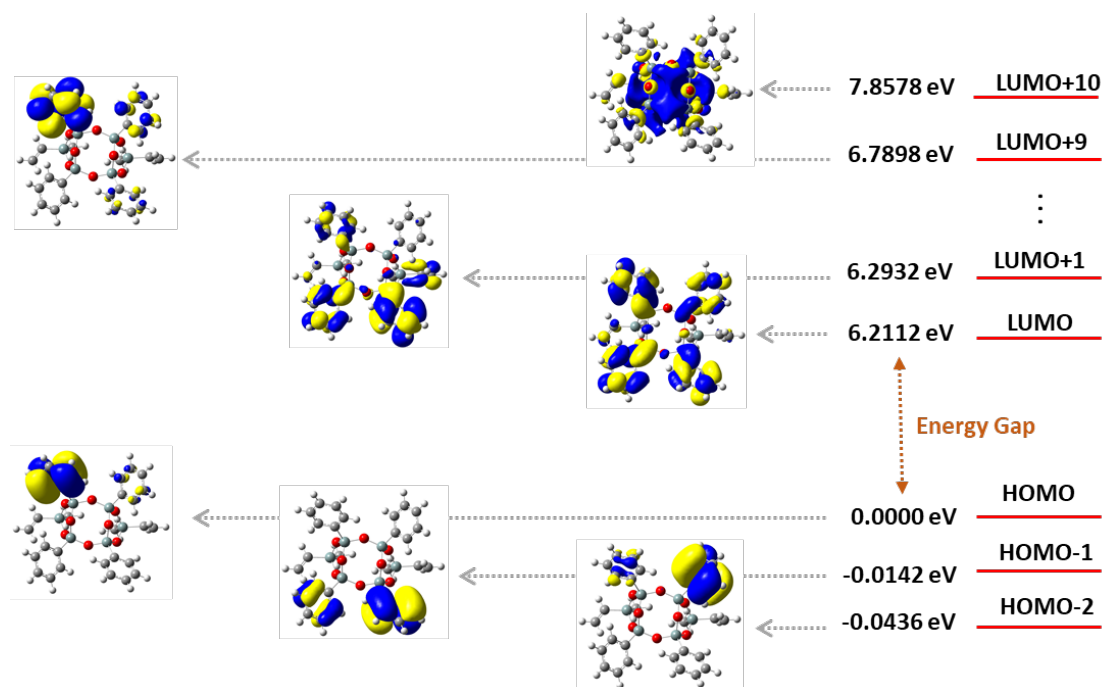 7.8578 eV LUMO+10
6.7898 eV LUMO+9
⋮
6.2932 eV LUMO+1
6.2112 eV LUMO
Energy Gap
0.0000 eV HOMO
-0.0142 eV HOMO-1
-0.0436 eV HOMO-2